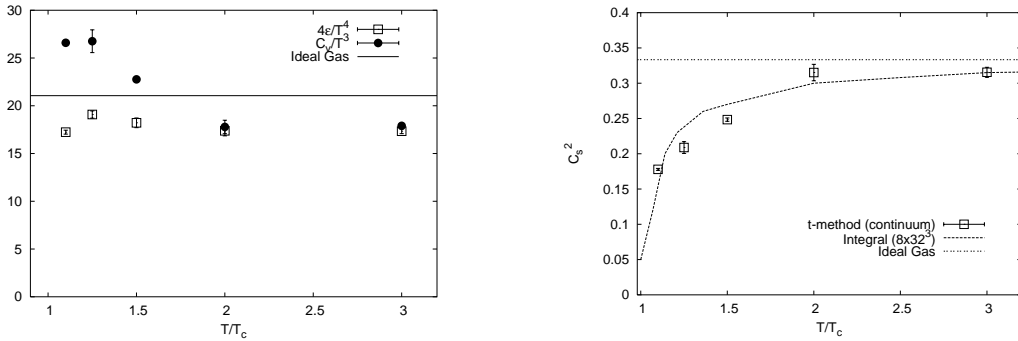 30
25
20
15
10
5
0
1
1.5
2
2.5
3
T/T_c
4ε/T^4
C_v/T^3
Ideal Gas
0.4
0.35
0.3
0.25
0.2
0.15
0.1
0.05
0
C_s^2
1
1.5
2
2.5
3
T/T_c
t-method (continuum)
Integral (8x32^3)
Ideal Gas